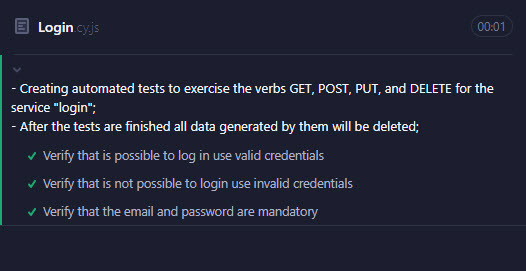 Login.cy.js 00:01
- Creating automated tests to exercise the verbs GET, POST, PUT, and DELETE for the
service "login";
- After the tests are finished all data generated by them will be deleted;
Verify that is possible to log in use valid credentials
Verify that is not possible to login use invalid credentials
Verify that the email and password are mandatory